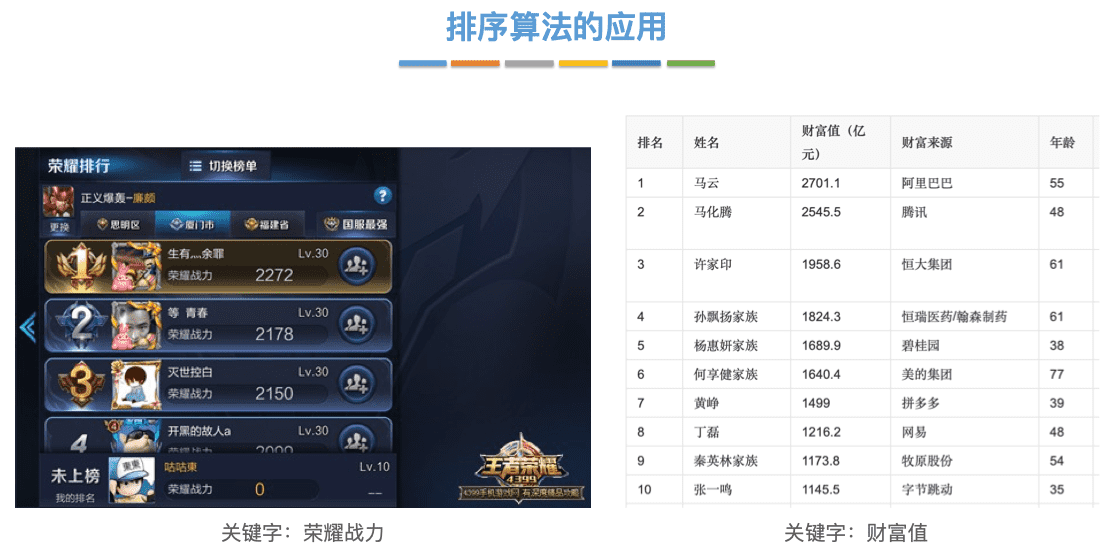 排序算法的应用
荣耀排行
切换榜单
正义爆轰-廉颇
?
更换
思明区
厦门市
福建省
国服最强
1
生有灬余罪
Lv.30
荣耀战力
2272
2
等 青春
Lv.30
荣耀战力
2178
3
灭世控白
Lv.30
荣耀战力
2150
4
开黑的故人a
Lv.30
荣耀战力
未上榜
我的排名
咕咕東
Lv.10
荣耀战力
0
--
王者荣耀
4399
4399手机游戏网 有深度精品攻略
关键字：荣耀战力
排名 姓名 财富值（亿元） 财富来源 年龄
1 马云 2701.1 阿里巴巴 55
2 马化腾 2545.5 腾讯 48
3 许家印 1958.6 恒大集团 61
4 孙飘扬家族 1824.3 恒瑞医药/翰森制药 61
5 杨惠妍家族 1689.9 碧桂园 38
6 何享健家族 1640.4 美的集团 77
7 黄峥 1499 拼多多 39
8 丁磊 1216.2 网易 48
9 秦英林家族 1173.8 牧原股份 54
10 张一鸣 1145.5 字节跳动 35
关键字：财富值